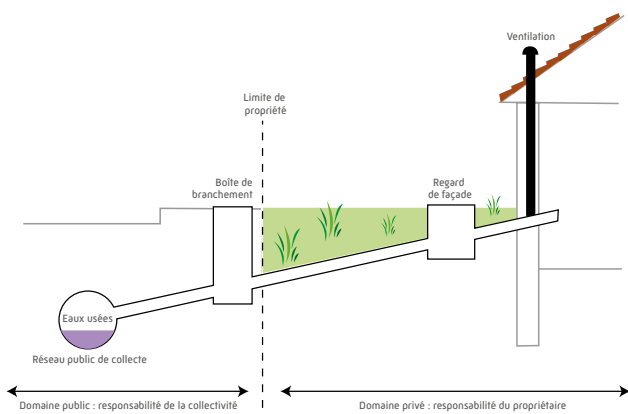 Ventilation
Limite de
propriété
Boîte de
branchement
Regard
de façade
Eaux usées
Réseau public de collecte
Domaine public : responsabilité de la collectivité
Domaine privé : responsabilité du propriétaire